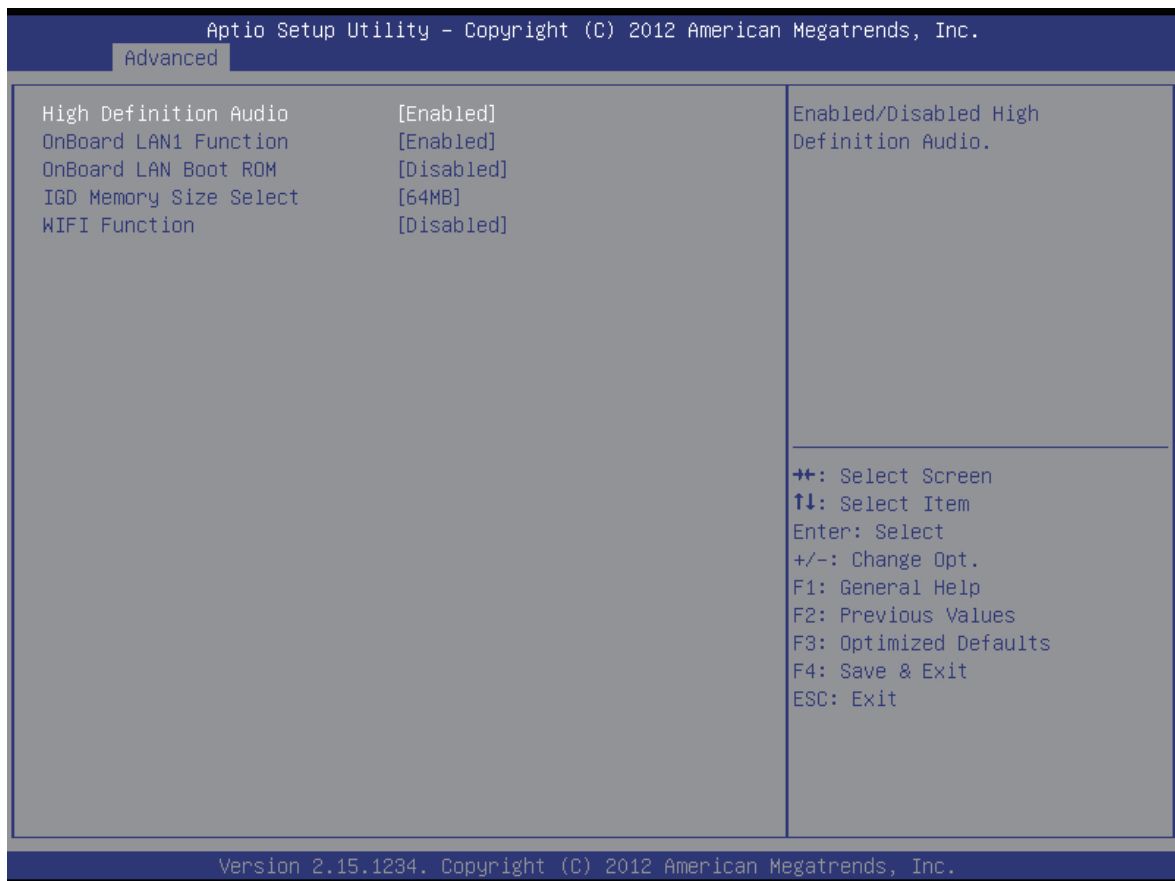 Aptio Setup Utility – Copyright (C) 2012 American Megatrends, Inc.
Advanced
High Definition Audio [Enabled]
OnBoard LAN1 Function [Enabled]
OnBoard LAN Boot ROM [Disabled]
IGD Memory Size Select [64MB]
WIFI Function [Disabled]
Enabled/Disabled High
Definition Audio.
→←: Select Screen
↑↓: Select Item
Enter: Select
+/-: Change Opt.
F1: General Help
F2: Previous Values
F3: Optimized Defaults
F4: Save & Exit
ESC: Exit
Version 2.15.1234. Copyright (C) 2012 American Megatrends, Inc.